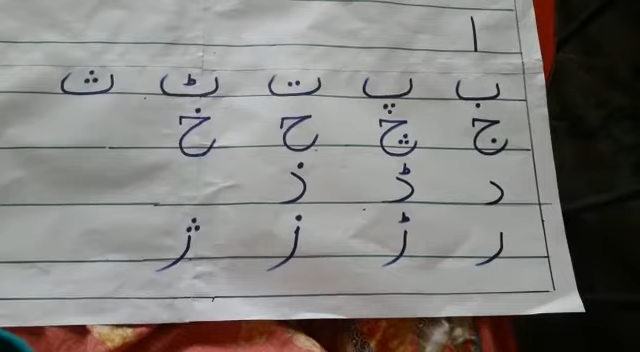 ا
ب پ ت ٹ ث
ج چ ح خ
د ڈ ذ
ر ڑ ز ژ